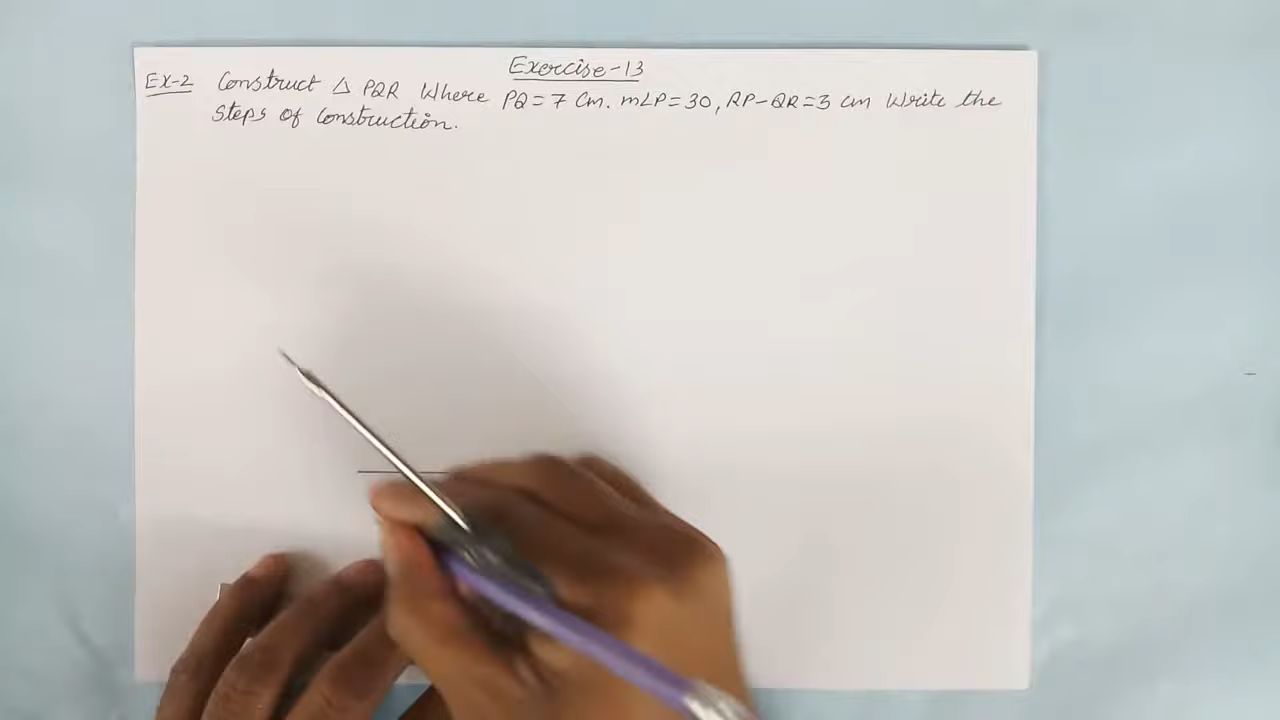 Exercise-13
Ex-2 Construct △ PQR Where PQ = 7 Cm. m∠P = 30, RP-QR = 3 cm Write the
Steps of Construction.